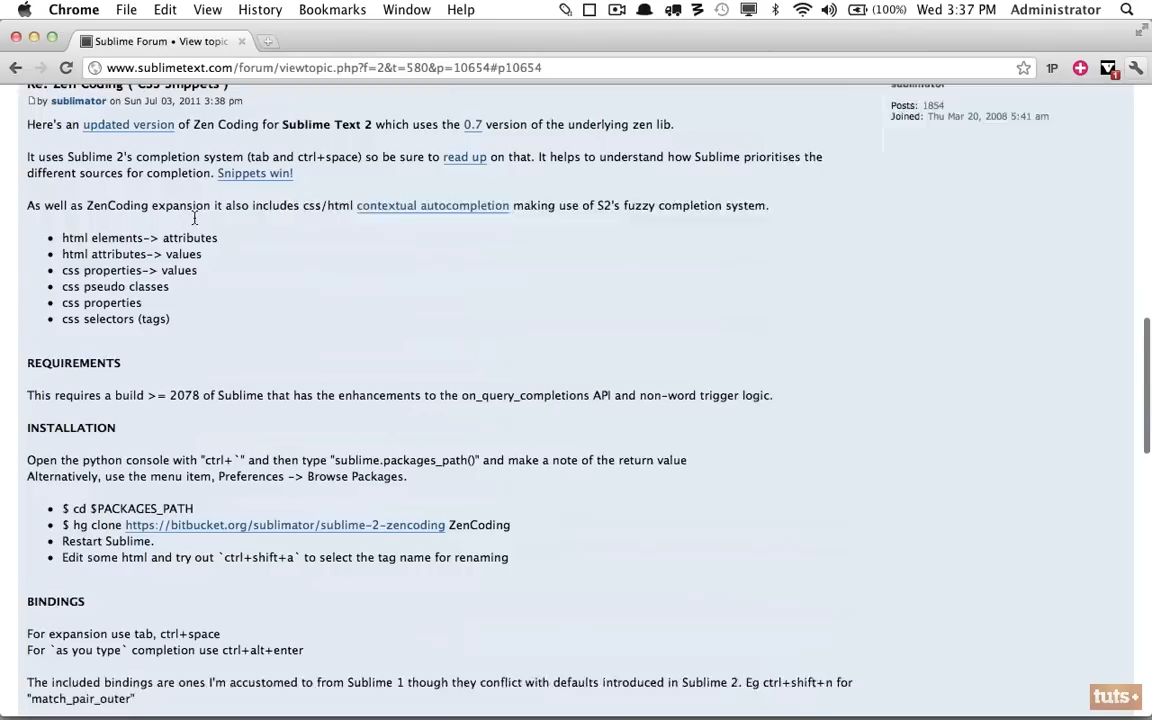 Chrome File Edit View History Bookmarks Window Help (100%) Wed 3:37 PM Administrator
Sublime Forum • View topic
www.sublimetext.com/forum/viewtopic.php?f=2&t=580&p=10654#p10654
1P
1
Re: Zen Coding ( CSS Snippets )
sublimator
by sublimator on Sun Jul 03, 2011 3:38 pm
Posts: 1854
Joined: Thu Mar 20, 2008 5:41 am
Here's an updated version of Zen Coding for Sublime Text 2 which uses the 0.7 version of the underlying zen lib.
It uses Sublime 2's completion system (tab and ctrl+space) so be sure to read up on that. It helps to understand how Sublime prioritises the
different sources for completion. Snippets win!
As well as ZenCoding expansion it also includes css/html contextual autocompletion making use of S2's fuzzy completion system.
• html elements-> attributes
• html attributes-> values
• css properties-> values
• css pseudo classes
• css properties
• css selectors (tags)
REQUIREMENTS
This requires a build >= 2078 of Sublime that has the enhancements to the on_query_completions API and non-word trigger logic.
INSTALLATION
Open the python console with "ctrl+`" and then type "sublime.packages_path()" and make a note of the return value
Alternatively, use the menu item, Preferences -> Browse Packages.
• $ cd $PACKAGES_PATH
• $ hg clone https://bitbucket.org/sublimator/sublime-2-zencoding ZenCoding
• Restart Sublime.
• Edit some html and try out `ctrl+shift+a` to select the tag name for renaming
BINDINGS
For expansion use tab, ctrl+space
For `as you type` completion use ctrl+alt+enter
The included bindings are ones I'm accustomed to from Sublime 1 though they conflict with defaults introduced in Sublime 2. Eg ctrl+shift+n for
"match_pair_outer"
tuts+